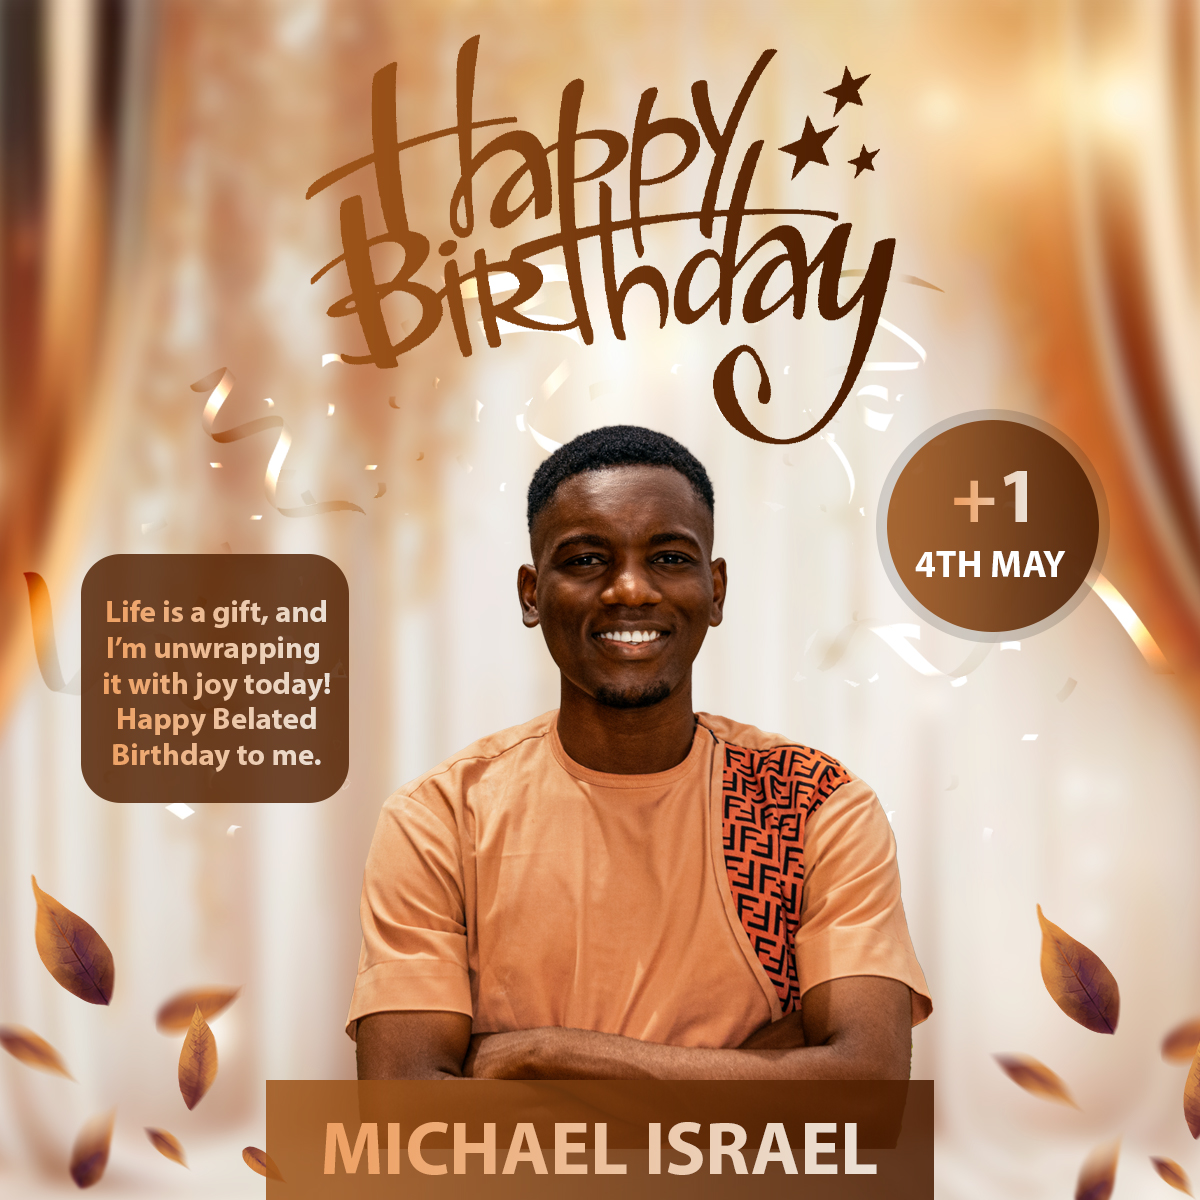 Happy
Birthday
+1
4TH MAY
Life is a gift, and
I’m unwrapping
it with joy today!
Happy Belated
Birthday to me.
MICHAEL ISRAEL